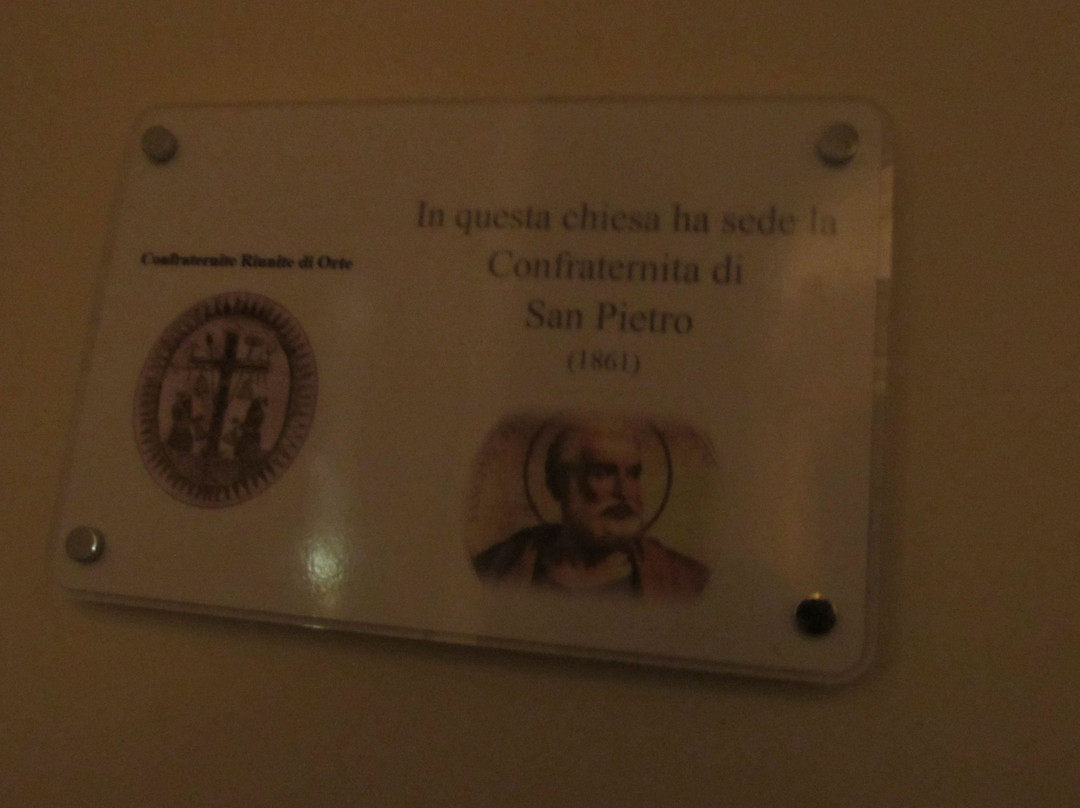 Confraternite Riunite di Orte
In questa chiesa ha sede la
Confraternita di
San Pietro
(1861)